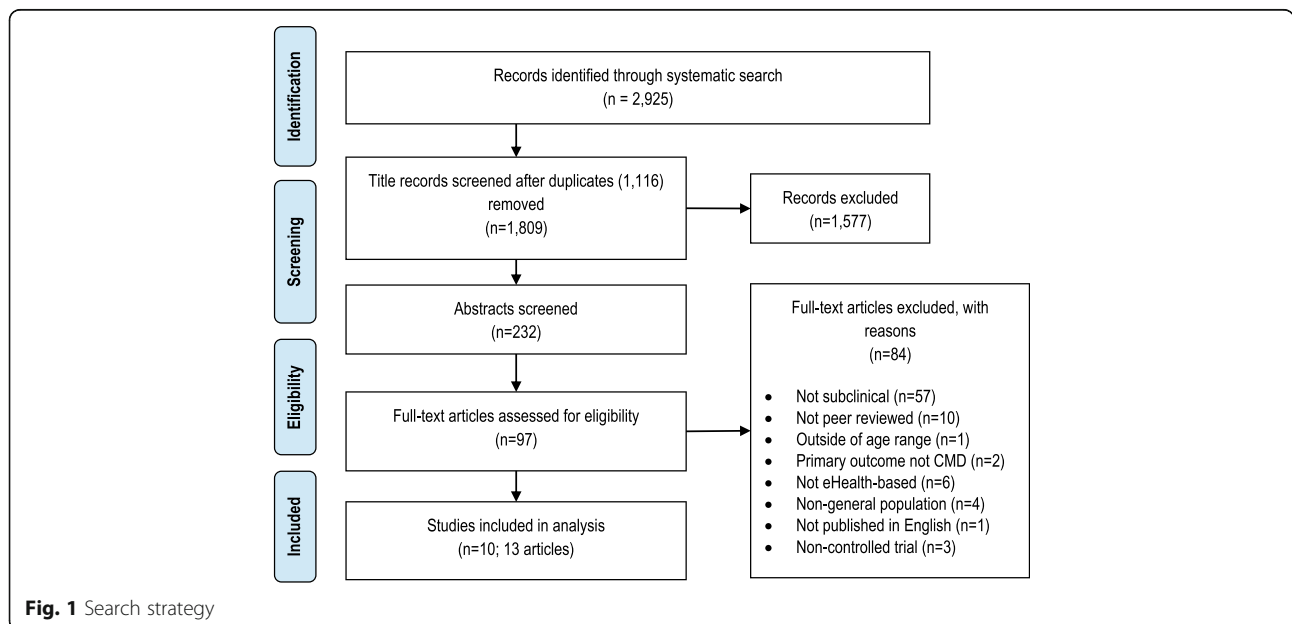 Identification
Records identified through systematic search
(n = 2,925)
Screening
Title records screened after duplicates (1,116)
removed
(n=1,809)
Records excluded
(n=1,577)
Abstracts screened
(n=232)
Eligibility
Full-text articles assessed for eligibility
(n=97)
Full-text articles excluded, with
reasons
(n=84)
• Not subclinical (n=57)
• Not peer reviewed (n=10)
• Outside of age range (n=1)
• Primary outcome not CMD (n=2)
• Not eHealth-based (n=6)
• Non-general population (n=4)
• Not published in English (n=1)
• Non-controlled trial (n=3)
Included
Studies included in analysis
(n=10; 13 articles)
Fig. 1 Search strategy